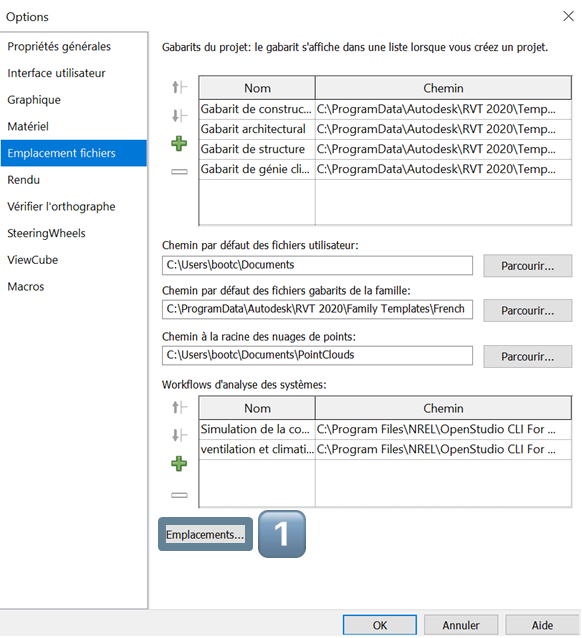 Options
Propriétés générales
Interface utilisateur
Graphique
Matériel
Emplacement fichiers
Rendu
Vérifier l'orthographe
SteeringWheels
ViewCube
Macros
Gabarits du projet: le gabarit s'affiche dans une liste lorsque vous créez un projet.
Nom Chemin
Gabarit de construc... C:\ProgramData\Autodesk\RVT 2020\Temp...
Gabarit architectural C:\ProgramData\Autodesk\RVT 2020\Temp...
Gabarit de structure C:\ProgramData\Autodesk\RVT 2020\Temp...
Gabarit de génie cli... C:\ProgramData\Autodesk\RVT 2020\Temp...
Chemin par défaut des fichiers utilisateur:
C:\Users\bootc\Documents Parcourir...
Chemin par défaut des fichiers gabarits de la famille:
C:\ProgramData\Autodesk\RVT 2020\Family Templates\French Parcourir...
Chemin à la racine des nuages de points:
C:\Users\bootc\Documents\PointClouds Parcourir...
Workflows d'analyse des systèmes:
Nom Chemin
Simulation de la co... C:\Program Files\NREL\OpenStudio CLI For ...
ventilation et climati... C:\Program Files\NREL\OpenStudio CLI For ...
Emplacements... 1
OK Annuler Aide